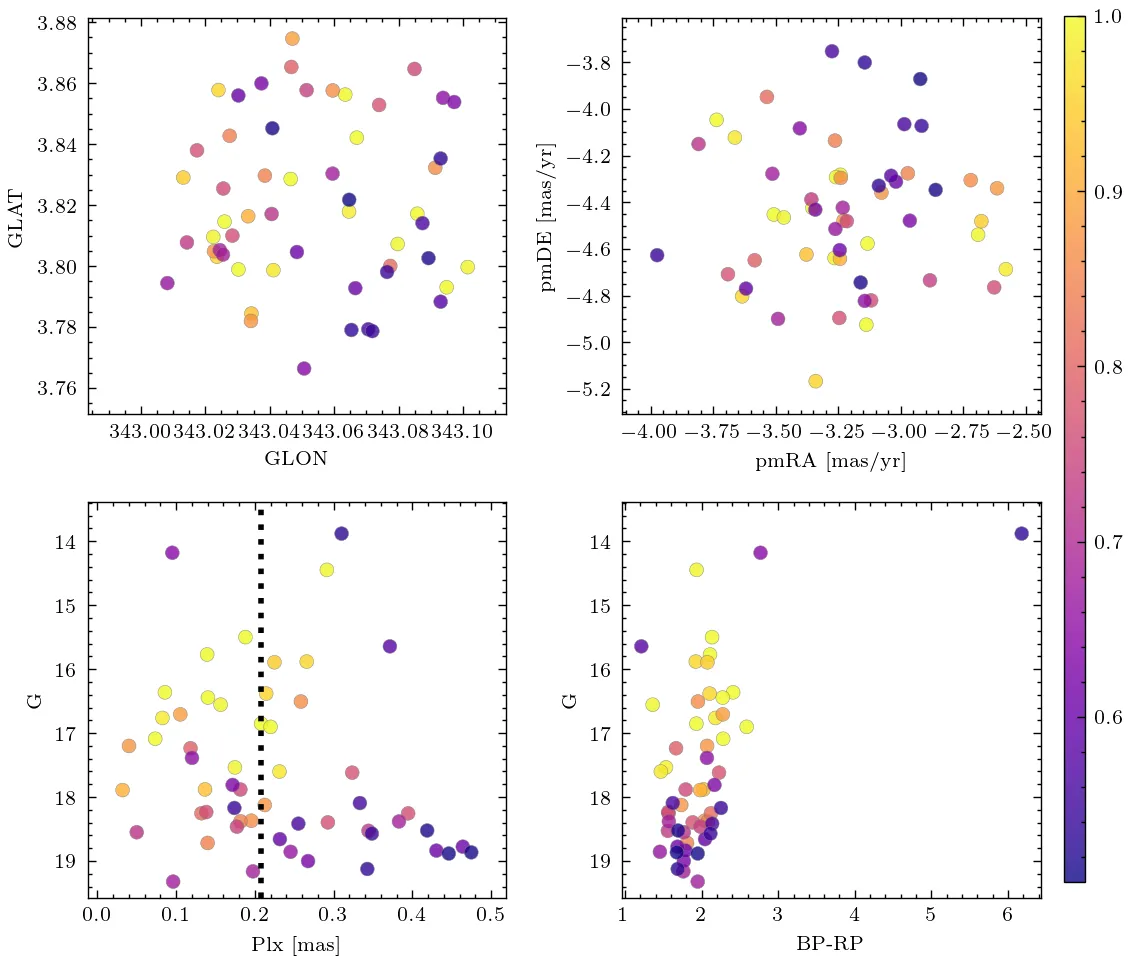 3.88
3.86
3.84
3.82
3.80
3.78
3.76
GLAT
343.00 343.02 343.04 343.06 343.08 343.10
GLON
−3.8
−4.0
−4.2
−4.4
−4.6
−4.8
−5.0
−5.2
pmDE [mas/yr]
−4.00 −3.75 −3.50 −3.25 −3.00 −2.75 −2.50
pmRA [mas/yr]
14
15
16
17
18
19
G
0.0 0.1 0.2 0.3 0.4 0.5
Plx [mas]
14
15
16
17
18
19
G
1 2 3 4 5 6
BP-RP
1.0
0.9
0.8
0.7
0.6